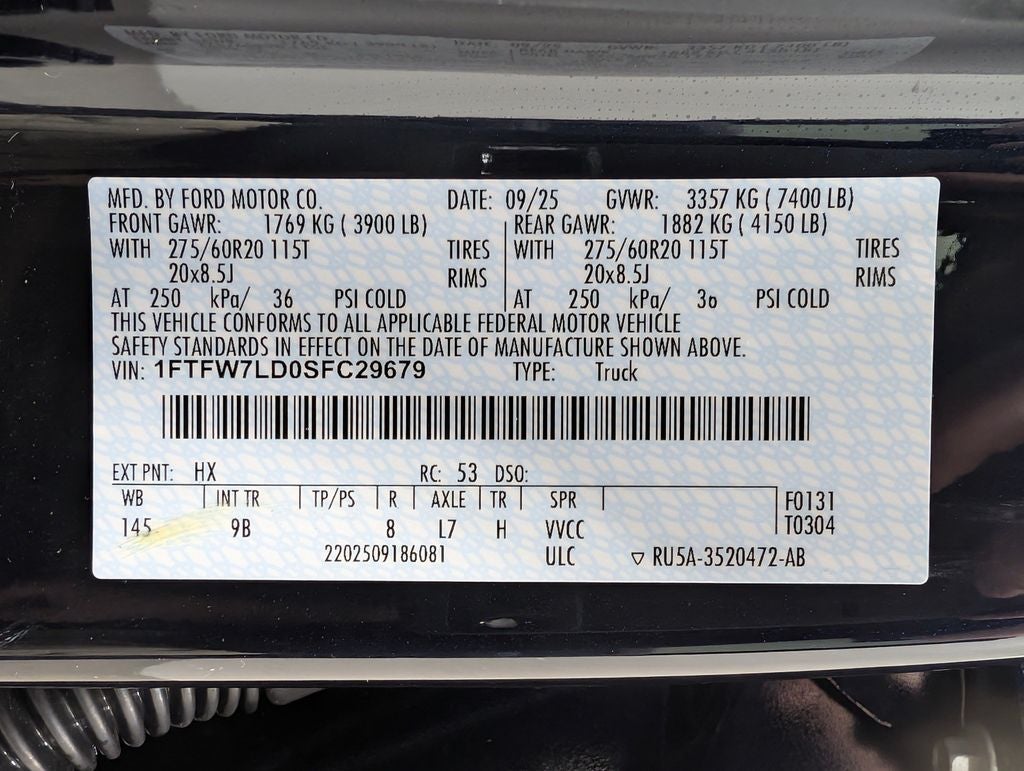 MFD. BY FORD MOTOR CO. DATE: 09/25 GVWR: 3357 KG ( 7400 LB)
FRONT GAWR: 1769 KG ( 3900 LB) REAR GAWR: 1882 KG ( 4150 LB)
WITH 275/60R20 115T TIRES WITH 275/60R20 115T TIRES
20x8.5J RIMS 20x8.5J RIMS
AT 250 kPa/ 36 PSI COLD AT 250 kPa/ 36 PSI COLD
THIS VEHICLE CONFORMS TO ALL APPLICABLE FEDERAL MOTOR VEHICLE
SAFETY STANDARDS IN EFFECT ON THE DATE OF MANUFACTURE SHOWN ABOVE.
VIN: 1FTFW7LD0SFC29679 TYPE: Truck
EXT PNT: HX RC: 53 DSO:
WB INT TR TP/PS R AXLE TR SPR F0131
145 9B 8 L7 H VVCC T0304
2202509186081 ULC ▽ RU5A-3520472-AB